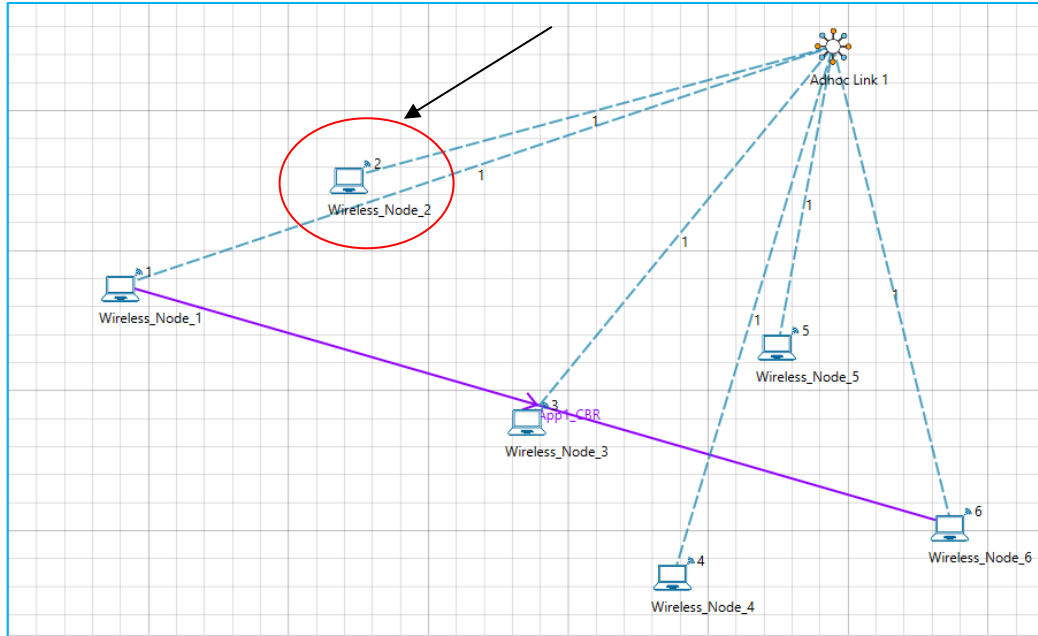 Adhoc Link 1
1
2
1
Wireless_Node_2
1
1
1
Wireless_Node_1
1
1
5
Wireless_Node_5
3
App1_CBR
Wireless_Node_3
6
Wireless_Node_6
4
Wireless_Node_4